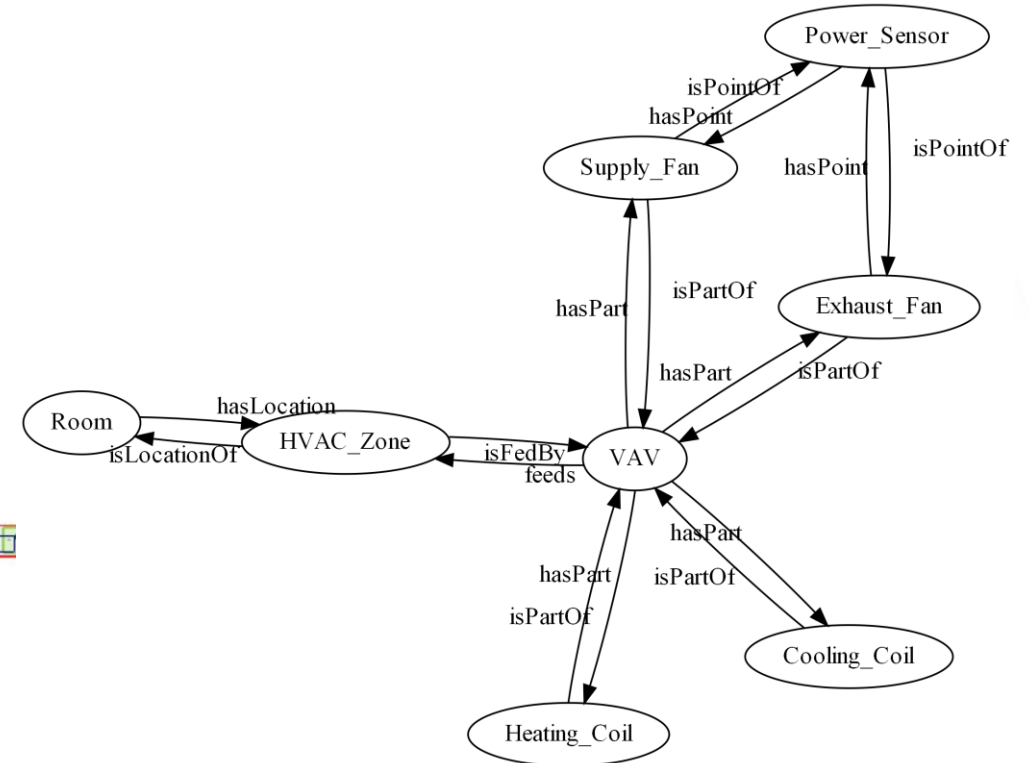 Power_Sensor
isPointOf
hasPoint
hasPoint
isPointOf
Supply_Fan
hasPart
isPartOf
Exhaust_Fan
hasPart
isPartOf
Room
hasLocation
isLocationOf
HVAC_Zone
isFedBy
feeds
VAV
hasPart
isPartOf
hasPart
isPartOf
Cooling_Coil
Heating_Coil